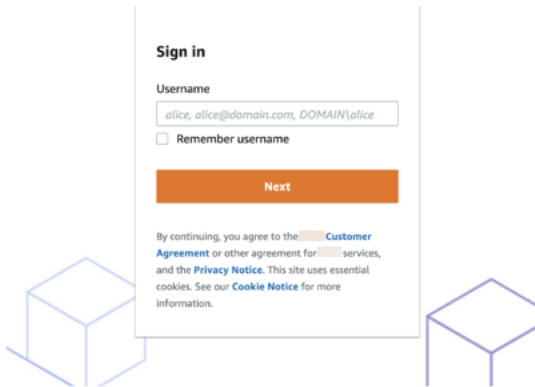 Sign in
Username
alice, alice@domain.com, DOMAIN\alice
Remember username
Next
By continuing, you agree to the Customer
Agreement or other agreement for services,
and the Privacy Notice. This site uses essential
cookies. See our Cookie Notice for more
information.